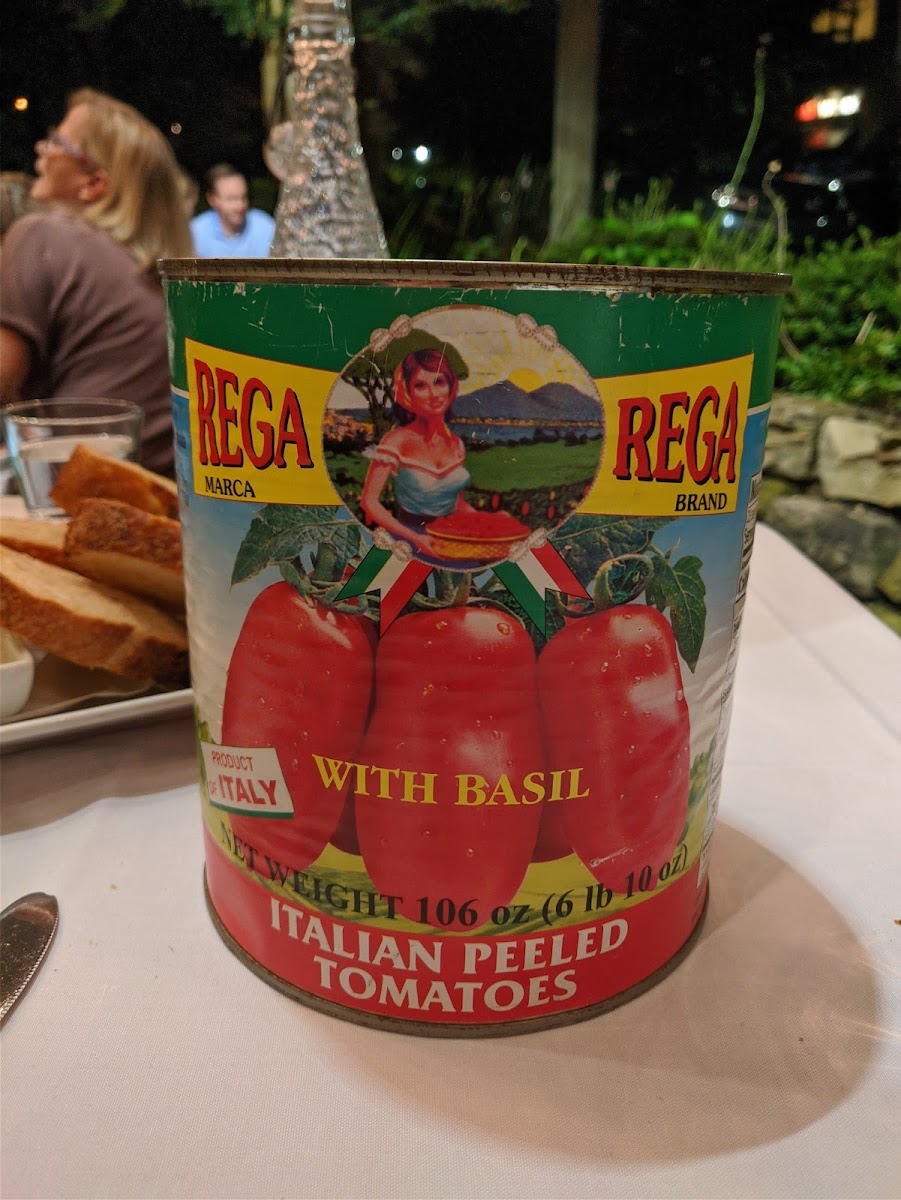 REGA
MARCA
REGA
BRAND
PRODUCT
OF ITALY
WITH BASIL
NET WEIGHT 106 oz (6 lb 10 oz)
ITALIAN PEELED
TOMATOES